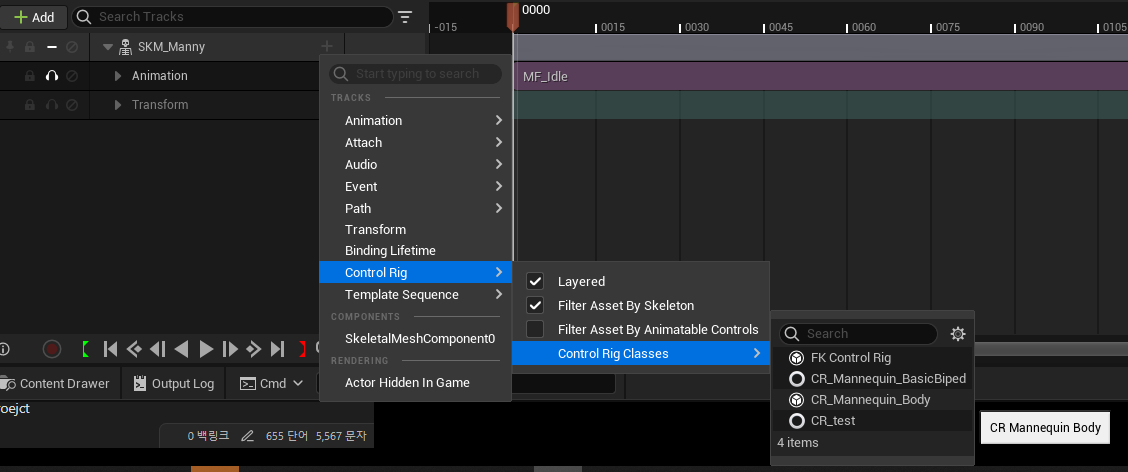 Add
Search Tracks
0000
-015
0015
0030
0045
0060
0075
0090
0105
SKM_Manny
Animation
MF_Idle
Transform
Start typing to search
TRACKS
Animation
Attach
Audio
Event
Path
Transform
Binding Lifetime
Control Rig
Template Sequence
COMPONENTS
SkeletalMeshComponent0
RENDERING
Actor Hidden In Game
Layered
Filter Asset By Skeleton
Filter Asset By Animatable Controls
Control Rig Classes
Search
FK Control Rig
CR_Mannequin_BasicBiped
CR_Mannequin_Body
CR_test
4 items
CR Mannequin Body
Content Drawer
Output Log
Cmd
roejct
0 백링크
655 단어
5,567 문자